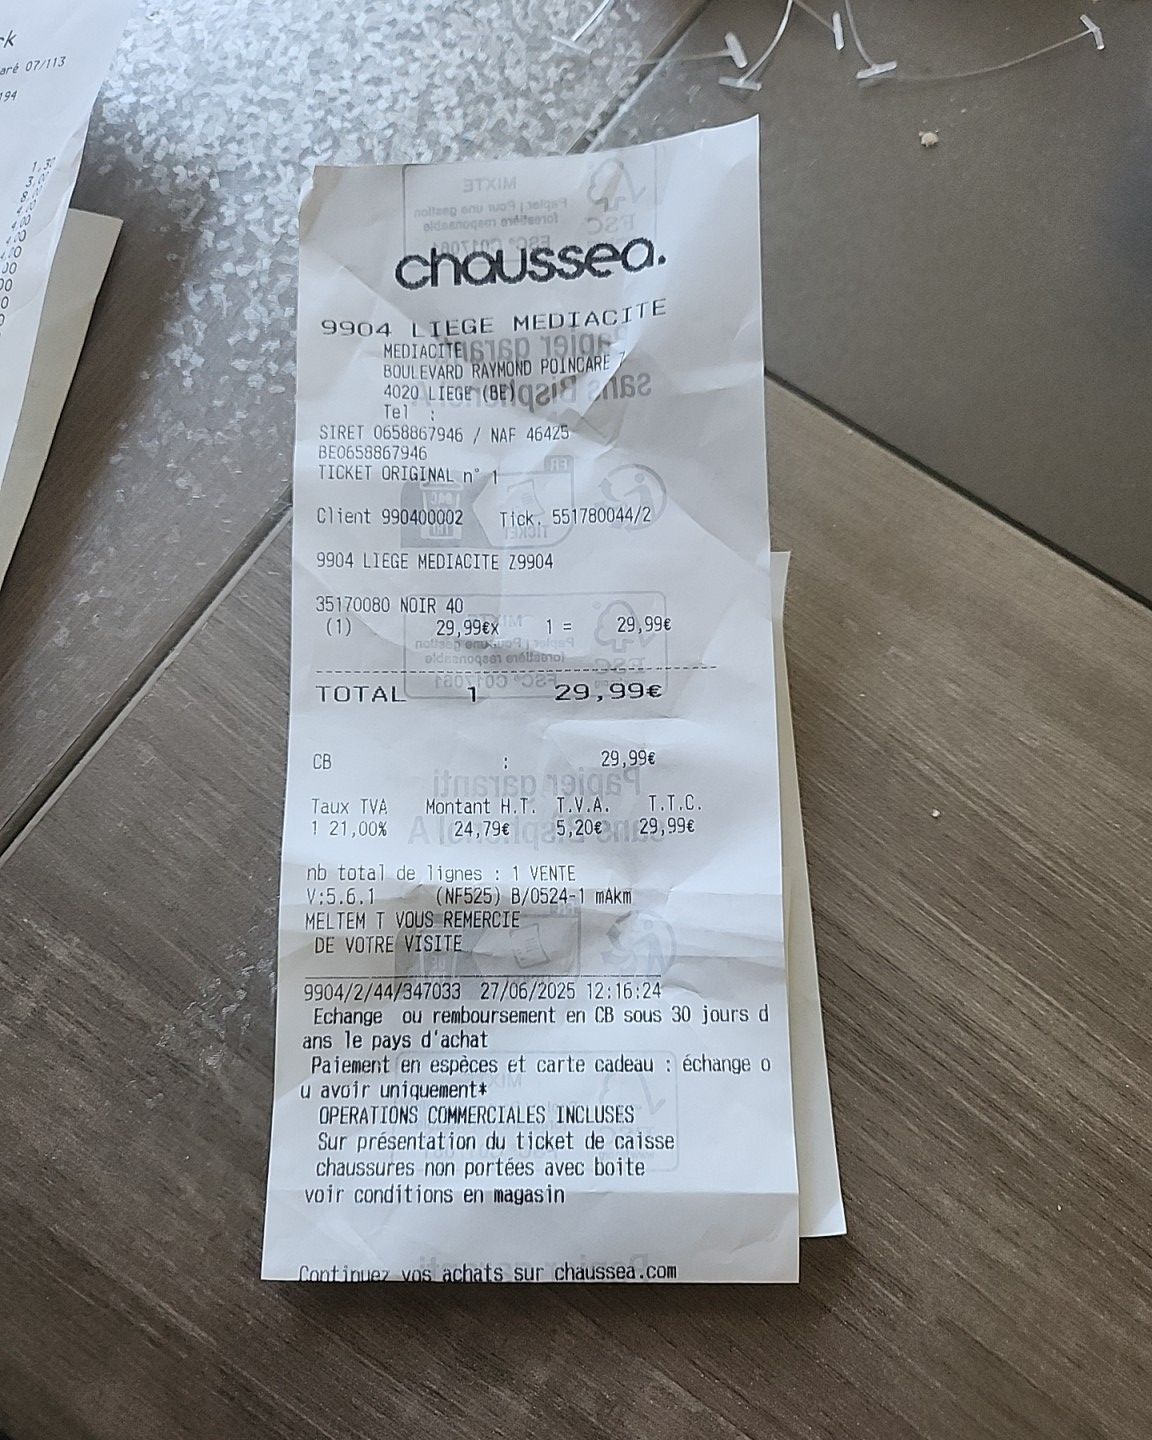 chaussea.
9904 LIEGE MEDIACITE
MEDIACITE
BOULEVARD RAYMOND POINCARE 7
4020 LIEGE (BE)
Tel :
SIRET 0658867946 / NAF 46425
BE0658867946
TICKET ORIGINAL n° 1
Client 990400002 Tick. 551780044/2
9904 LIEGE MEDIACITE Z9904
35170080 NOIR 40
(1) 29,99€x 1 = 29,99€
TOTAL 1 29,99€
CB : 29,99€
Taux TVA Montant H.T. T.V.A. T.T.C.
1 21,00% 24,79€ 5,20€ 29,99€
nb total de lignes : 1 VENTE
V:5.6.1 (NF525) B/0524-1 mAkm
MELTEM T VOUS REMERCIE
DE VOTRE VISITE
9904/2/44/347033 27/06/2025 12:16:24
Echange ou remboursement en CB sous 30 jours d
ans le pays d'achat
Paiement en espèces et carte cadeau : échange o
u avoir uniquement*
OPERATIONS COMMERCIALES INCLUSES
Sur présentation du ticket de caisse
chaussures non portées avec boite
voir conditions en magasin
Continuez vos achats sur chaussea.com